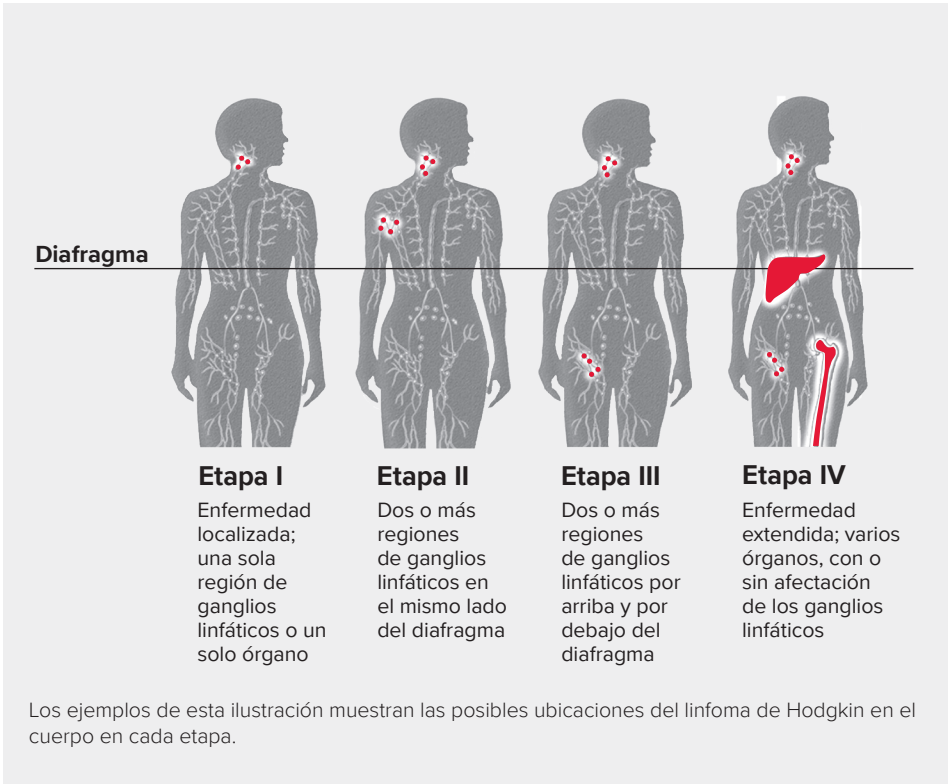 Diafragma
Etapa I
Enfermedad
localizada;
una sola
región de
ganglios
linfáticos o un
solo órgano
Etapa II
Dos o más
regiones
de ganglios
linfáticos en
el mismo lado
del diafragma
Etapa III
Dos o más
regiones
de ganglios
linfáticos por
arriba y por
debajo del
diafragma
Etapa IV
Enfermedad
extendida; varios
órganos, con o
sin afectación
de los ganglios
linfáticos
Los ejemplos de esta ilustración muestran las posibles ubicaciones del linfoma de Hodgkin en el
cuerpo en cada etapa.